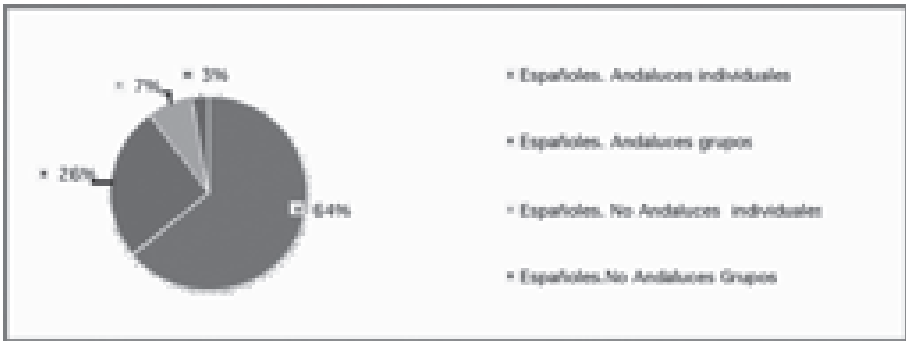 3%
7%
26%
64%
Españoles. Andaluces individuales
Españoles. Andaluces grupos
Españoles. No Andaluces individuales
Españoles.No Andaluces Grupos